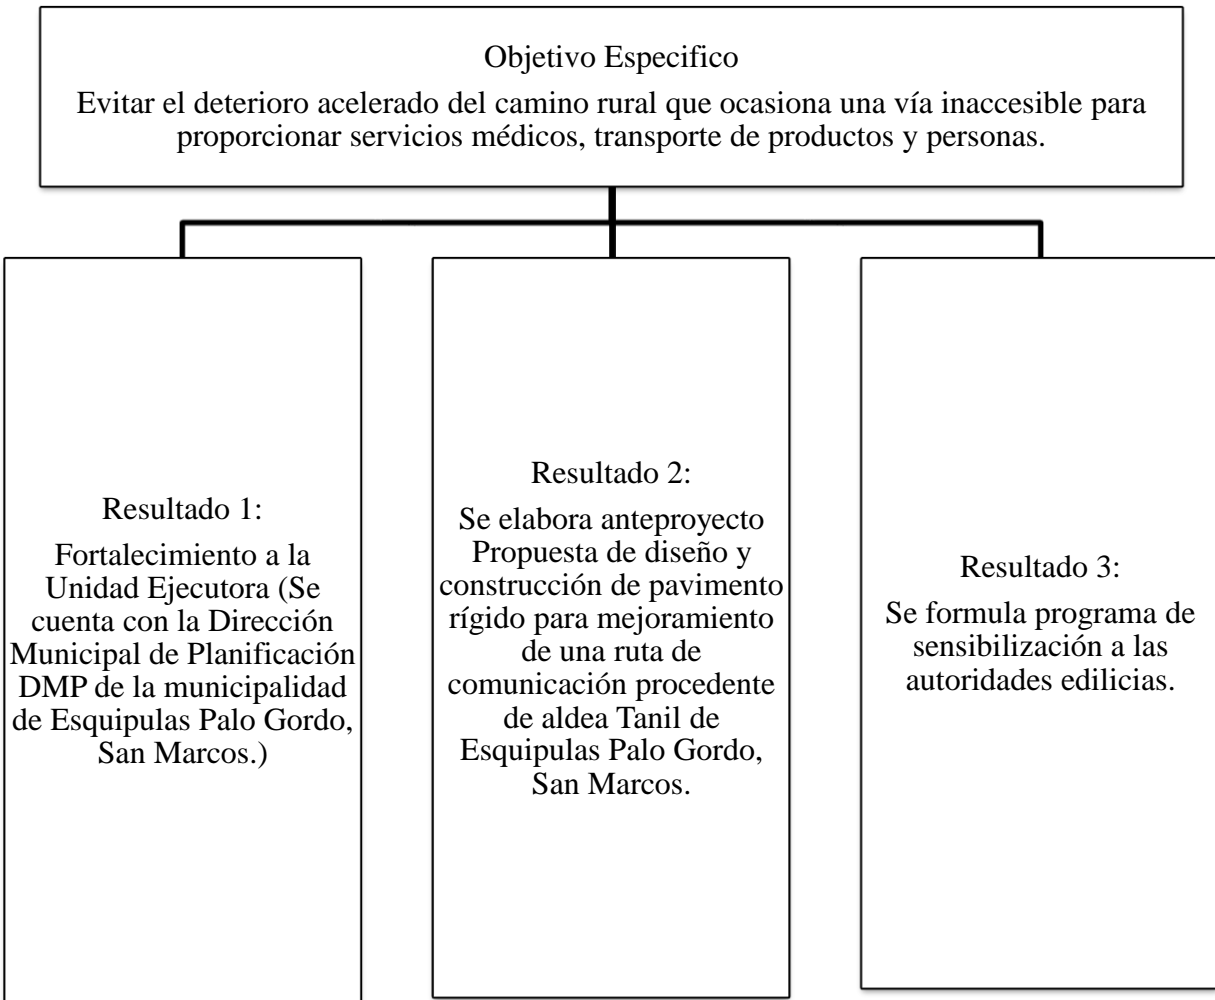 Objetivo Especifico
Evitar el deterioro acelerado del camino rural que ocasiona una vía inaccesible para
proporcionar servicios médicos, transporte de productos y personas.
Resultado 1:
Fortalecimiento a la
Unidad Ejecutora (Se
cuenta con la Dirección
Municipal de Planificación
DMP de la municipalidad
de Esquipulas Palo Gordo,
San Marcos.)
Resultado 2:
Se elabora anteproyecto
Propuesta de diseño y
construcción de pavimento
rígido para mejoramiento
de una ruta de
comunicación procedente
de aldea Tanil de
Esquipulas Palo Gordo,
San Marcos.
Resultado 3:
Se formula programa de
sensibilización a las
autoridades edilicias.